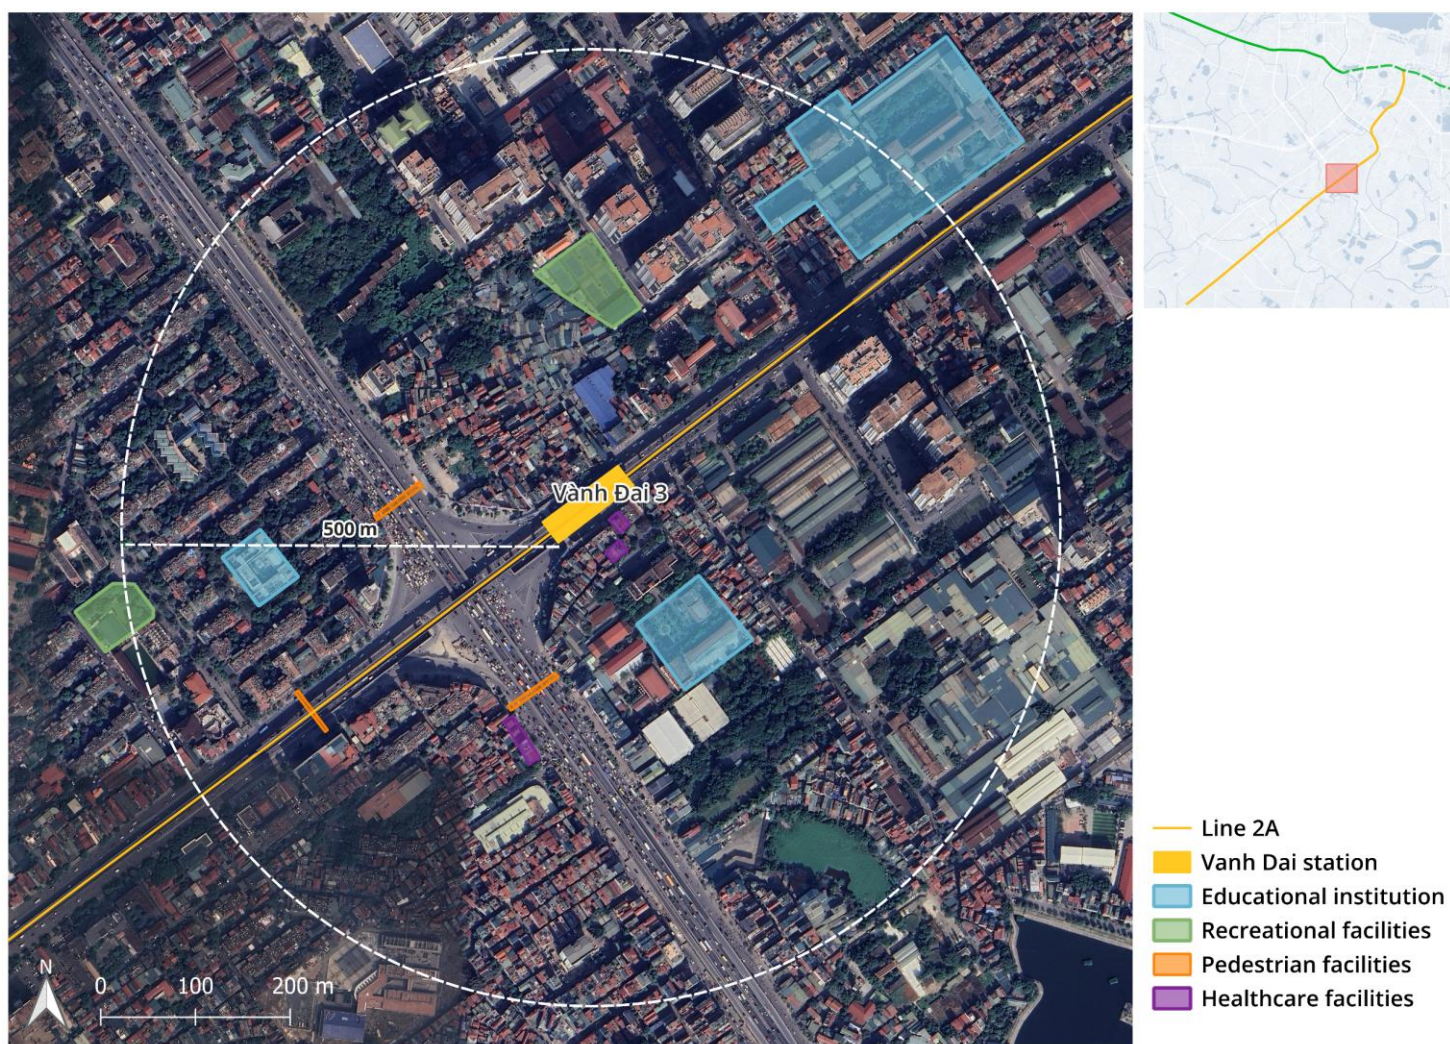 Vành Đai 3
500 m
N
0 100 200 m
Line 2A
Vanh Dai station
Educational institution
Recreational facilities
Pedestrian facilities
Healthcare facilities